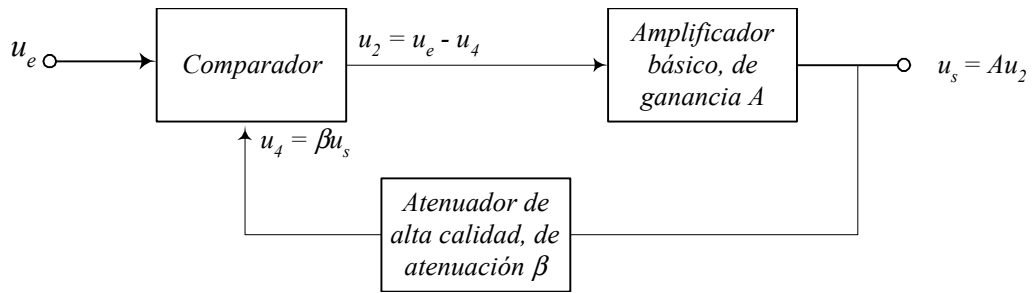 u_e
Comparador
u_2 = u_e - u_4
Amplificador
básico, de
ganancia A
u_s = Au_2
u_4 = βu_s
Atenuador de
alta calidad, de
atenuación β